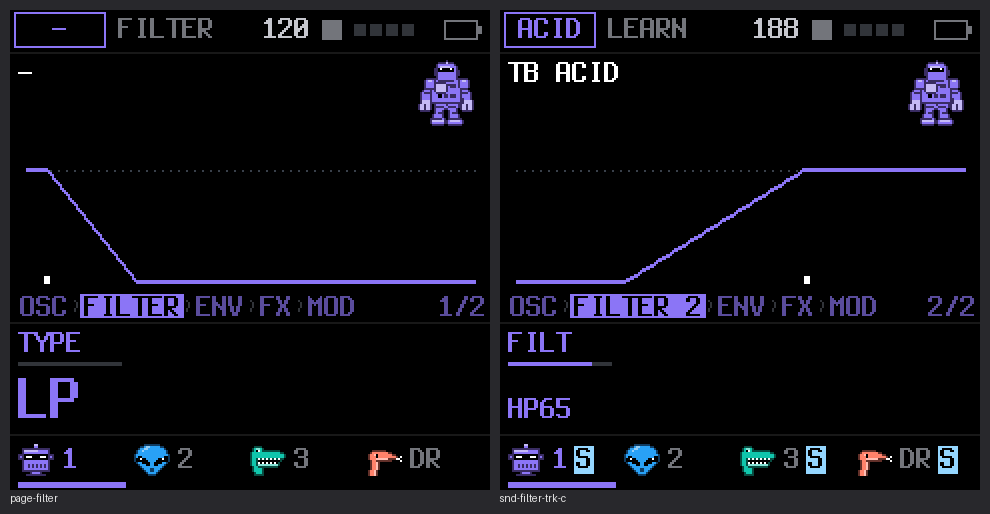 — FILTER 120
—
OSC FILTER ENV FX MOD 1/2
TYPE
LP
1 2 3 DR
page-filter
ACID LEARN 188
TB ACID
OSC FILTER 2 ENV FX MOD 2/2
FILT
HP65
1 S 2 3 S DR S
snd-filter-trk-c